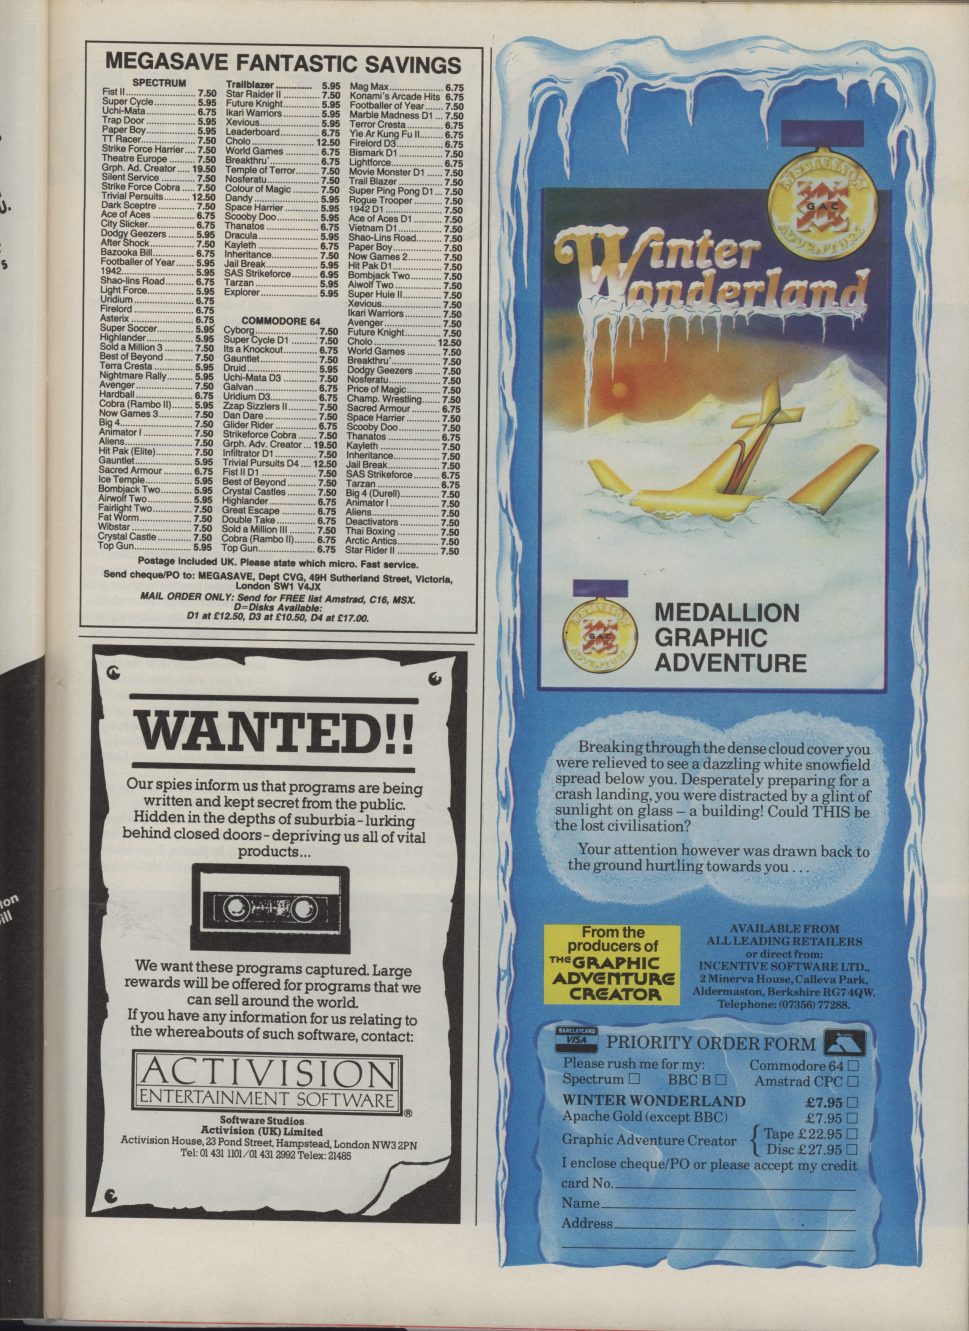 MEGASAVE FANTASTIC SAVINGS
SPECTRUM
Fist II 7.50
Super Cycle 5.95
Uchi-Mata 6.75
Trap Door 5.95
Paper Boy 5.95
TT Racer 7.50
Strike Force Harrier 7.50
Theatre Europe 7.50
Grph. Ad. Creator 19.50
Silent Service 7.50
Strike Force Cobra 7.50
Trivial Persuits 12.50
Dark Sceptre 7.50
Ace of Aces 6.75
City Slicker 6.75
Dodgy Geezers 5.95
After Shock 7.50
Bazooka Bill 6.75
Footballer of Year 5.95
1942 5.95
Shao-lins Road 6.75
Light Force 5.95
Uridium 6.75
Firelord 6.75
Asterix 6.75
Super Soccer 5.95
Highlander 5.95
Sold a Million 3 7.50
Best of Beyond 7.50
Terra Cresta 5.95
Nightmare Rally 5.95
Avenger 7.50
Hardball 6.75
Cobra (Rambo II) 5.95
Now Games 3 7.50
Big 4 7.50
Animator I 7.50
Aliens 7.50
Hit Pak (Elite) 7.50
Gauntlet 5.95
Sacred Armour 6.75
Ice Temple 5.95
Bombjack Two 5.95
Airwolf Two 5.95
Fairlight Two 7.50
Fat Worm 7.50
Wibstar 7.50
Crystal Castle 7.50
Top Gun 5.95
Trailblazer 5.95
Star Raider II 7.50
Future Knight 5.95
Ikari Warriors 5.95
Xevious 5.95
Leaderboard 6.75
Cholo 12.50
World Games 6.75
Breakthru' 6.75
Temple of Terror 7.50
Nosferatu 7.50
Colour of Magic 7.50
Dandy 5.95
Space Harrier 5.95
Scooby Doo 5.95
Thanatos 6.75
Dracula 5.95
Kayleth 6.75
Inheritance 7.50
Jail Break 5.95
SAS Strikeforce 6.95
Tarzan 5.95
Explorer 5.95
COMMODORE 64
Cyborg 7.50
Super Cycle D1 7.50
Its a Knockout 6.75
Gauntlet 7.50
Druid 5.95
Uchi-Mata D3 7.50
Galvan 6.75
Uridium D3 6.75
Zzap Sizzlers II 7.50
Dan Dare 7.50
Glider Rider 6.75
Strikeforce Cobra 7.50
Grph. Adv. Creator 19.50
Infiltrator D1 7.50
Trivial Pursuits D4 12.50
Fist II D1 7.50
Best of Beyond 7.50
Crystal Castles 7.50
Highlander 6.75
Great Escape 6.75
Double Take 6.75
Sold a Million III 7.50
Cobra (Rambo II) 6.75
Top Gun 6.75
Mag Max 6.75
Konami's Arcade Hits 6.75
Footballer of Year 7.50
Marble Madness D1 7.50
Terror Cresta 6.75
Yie Ar Kung Fu II 6.75
Firelord D3 6.75
Bismark D1 7.50
Lightforce 6.75
Movie Monster D1 7.50
Trail Blazer 7.50
Super Ping Pong D1 7.50
Rogue Trooper 7.50
1942 D1 7.50
Ace of Aces D1 7.50
Vietnam D1 7.50
Shao-Lins Road 7.50
Paper Boy 7.50
Now Games 2 7.50
Hit Pak D1 7.50
Bombjack Two 7.50
Aiwolf Two 7.50
Super Huie II 7.50
Xevious 7.50
Ikari Warriors 7.50
Avenger 7.50
Future Knight 7.50
Cholo 12.50
World Games 7.50
Breakthru' 7.50
Dodgy Geezers 7.50
Nosferatu 7.50
Price of Magic 7.50
Champ. Wrestling 7.50
Sacred Armour 6.75
Space Harrier 7.50
Scooby Doo 7.50
Thanatos 6.75
Kayleth 7.50
Inheritance 7.50
Jail Break 7.50
SAS Strikeforce 6.75
Tarzan 6.75
Big 4 (Durell) 7.50
Animator I 7.50
Aliens 7.50
Deactivators 7.50
Thai Boxing 7.50
Arctic Antics 7.50
Star Rider II 7.50
Postage included UK. Please state which micro. Fast service.
Send cheque/PO to: MEGASAVE, Dept CVG, 49H Sutherland Street, Victoria,
London SW1 V4JX
MAIL ORDER ONLY: Send for FREE list Amstrad, C16, MSX.
D=Disks Available:
D1 at £12.50, D3 at £10.50, D4 at £17.00.
WANTED!!
Our spies inform us that programs are being
written and kept secret from the public.
Hidden in the depths of suburbia - lurking
behind closed doors - depriving us all of vital
products...
We want these programs captured. Large
rewards will be offered for programs that we
can sell around the world.
If you have any information for us relating to
the whereabouts of such software, contact:
ACTIVISION
ENTERTAINMENT SOFTWARE
®
Software Studios
Activision (UK) Limited
Activision House, 23 Pond Street, Hampstead, London NW3 2PN
Tel: 01 431 1101/01 431 2992 Telex: 21485
MEDALLION
GAC
ADVENTURE
Winter
Wonderland
MEDALLION
GAC
ADVENTURE
MEDALLION
GRAPHIC
ADVENTURE
Breaking through the dense cloud cover you
were relieved to see a dazzling white snowfield
spread below you. Desperately preparing for a
crash landing, you were distracted by a glint of
sunlight on glass – a building! Could THIS be
the lost civilisation?
Your attention however was drawn back to
the ground hurtling towards you . . .
From the
producers of
THE GRAPHIC
ADVENTURE
CREATOR
AVAILABLE FROM
ALL LEADING RETAILERS
or direct from:
INCENTIVE SOFTWARE LTD.,
2 Minerva House, Calleva Park,
Aldermaston, Berkshire RG7 4QW.
Telephone: (07356) 77288.
BARCLAYCARD
VISA
PRIORITY ORDER FORM
Please rush me for my: Commodore 64
Spectrum BBC B Amstrad CPC
WINTER WONDERLAND £7.95
Apache Gold (except BBC) £7.95
Graphic Adventure Creator Tape £22.95
Disc £27.95
I enclose cheque/PO or please accept my credit
card No.
Name
Address